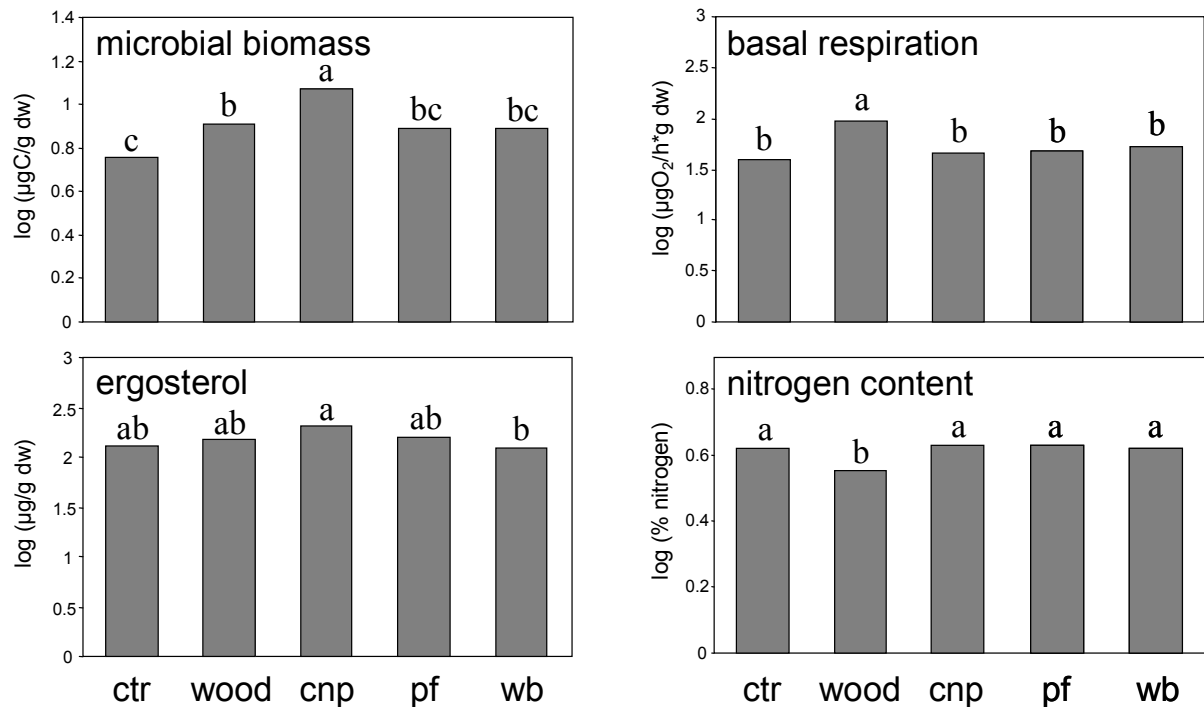 microbial biomass
log (µgC/g dw)
1.4
1.2
1
0.8
0.6
0.4
0.2
0
c
b
a
bc
bc
basal respiration
log (µgO₂/h*g dw)
3
2.5
2
1.5
1
0.5
0
b
a
b
b
b
ergosterol
log (µg/g dw)
3
2.5
2
1.5
1
0.5
0
ab
ab
a
ab
b
ctr wood cnp pf wb
nitrogen content
log (% nitrogen)
0.8
0.6
0.4
0.2
0
a
b
a
a
a
ctr wood cnp pf wb